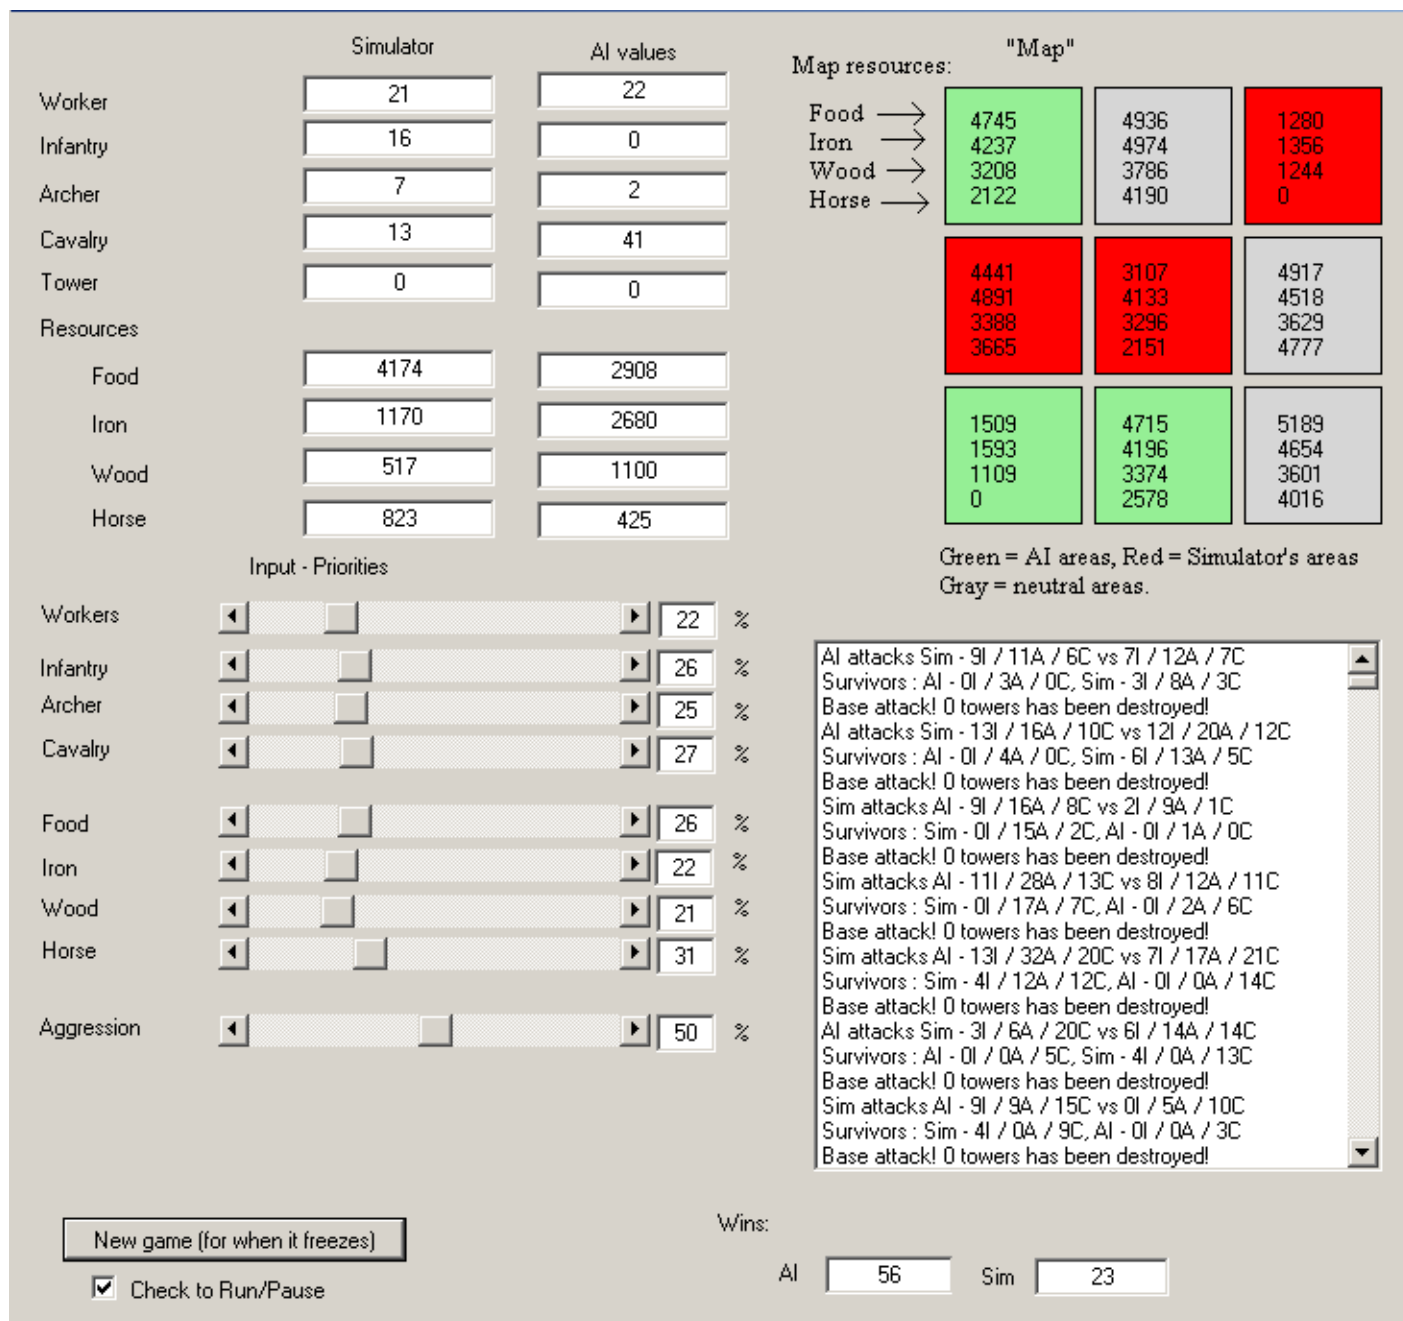 Simulator AI values
Worker 21 22
Infantry 16 0
Archer 7 2
Cavalry 13 41
Tower 0 0
Resources
Food 4174 2908
Iron 1170 2680
Wood 517 1100
Horse 823 425
"Map"
Map resources:
Food
Iron
Wood
Horse
4745 4936 1280
4237 4974 1356
3208 3786 1244
2122 4190 0
4441 3107 4917
4891 4133 4518
3388 3296 3629
3665 2151 4777
1509 4715 5189
1593 4196 4654
1109 3374 3601
0 2578 4016
Green = AI areas, Red = Simulator's areas
Gray = neutral areas.
Input - Priorities
Workers 22 %
Infantry 26 %
Archer 25 %
Cavalry 27 %
Food 26 %
Iron 22 %
Wood 21 %
Horse 31 %
Aggression 50 %
AI attacks Sim - 9I / 11A / 6C vs 7I / 12A / 7C
Survivors : AI - 0I / 3A / 0C, Sim - 3I / 8A / 3C
Base attack! 0 towers has been destroyed!
AI attacks Sim - 13I / 16A / 10C vs 12I / 20A / 12C
Survivors : AI - 0I / 4A / 0C, Sim - 6I / 13A / 5C
Base attack! 0 towers has been destroyed!
Sim attacks AI - 9I / 16A / 8C vs 2I / 9A / 1C
Survivors : Sim - 0I / 15A / 2C, AI - 0I / 1A / 0C
Base attack! 0 towers has been destroyed!
Sim attacks AI - 11I / 28A / 13C vs 8I / 12A / 11C
Survivors : Sim - 0I / 17A / 7C, AI - 0I / 2A / 6C
Base attack! 0 towers has been destroyed!
Sim attacks AI - 13I / 32A / 20C vs 7I / 17A / 21C
Survivors : Sim - 4I / 12A / 12C, AI - 0I / 0A / 14C
Base attack! 0 towers has been destroyed!
AI attacks Sim - 3I / 6A / 20C vs 6I / 14A / 14C
Survivors : AI - 0I / 0A / 5C, Sim - 4I / 0A / 13C
Base attack! 0 towers has been destroyed!
Sim attacks AI - 9I / 9A / 15C vs 0I / 5A / 10C
Survivors : Sim - 4I / 0A / 9C, AI - 0I / 0A / 3C
Base attack! 0 towers has been destroyed!
New game (for when it freezes)
Check to Run/Pause
Wins:
AI 56 Sim 23